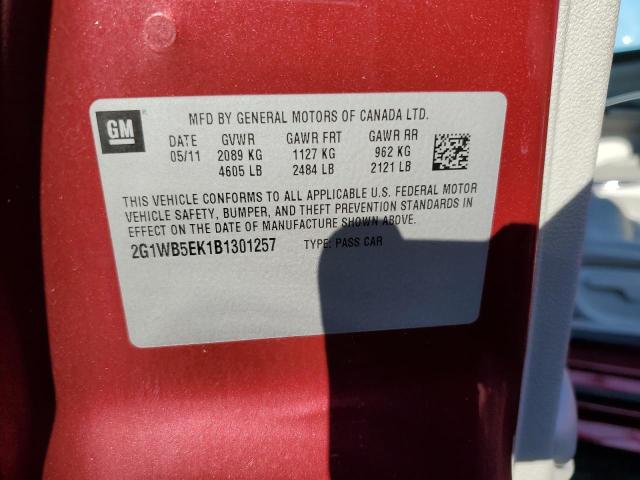 GM
MFD BY GENERAL MOTORS OF CANADA LTD.
DATE GVWR GAWR FRT GAWR RR
05/11 2089 KG 1127 KG 962 KG
4605 LB 2484 LB 2121 LB
THIS VEHICLE CONFORMS TO ALL APPLICABLE U.S. FEDERAL MOTOR
VEHICLE SAFETY, BUMPER, AND THEFT PREVENTION STANDARDS IN
EFFECT ON THE DATE OF MANUFACTURE SHOWN ABOVE.
2G1WB5EK1B1301257 TYPE: PASS CAR